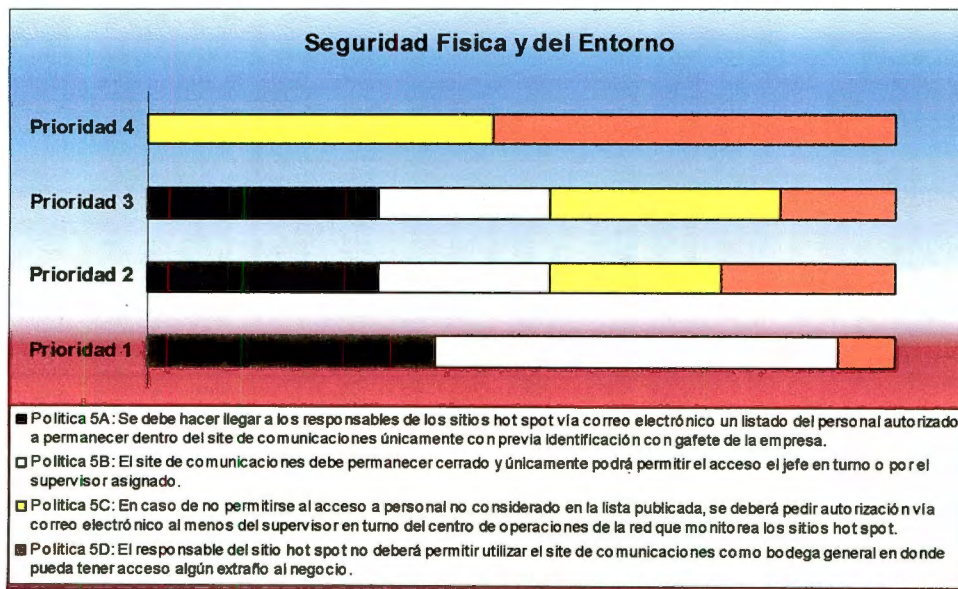 Seguridad Fisica y del Entorno
Prioridad 4
Prioridad 3
Prioridad 2
Prioridad 1
Política 5A: Se debe hacer llegar a los responsables de los sitios hot spot vía correo electrónico un listado del personal autorizado
a permanecer dentro del site de comunicaciones únicamente con previa identificación con gafete de la empresa.
Política 5B: El site de comunicaciones debe permanecer cerrado y únicamente podrá permitir el acceso el jefe en turno o por el
supervisor asignado.
Política 5C: En caso de no permitirse al acceso a personal no considerado en la lista publicada, se deberá pedir autorización vía
correo electrónico al menos del supervisor en turno del centro de operaciones de la red que monitorea los sitios hot spot.
Política 5D: El responsable del sitio hot spot no deberá permitir utilizar el site de comunicaciones como bodega general en donde
pueda tener acceso algún extraño al negocio.